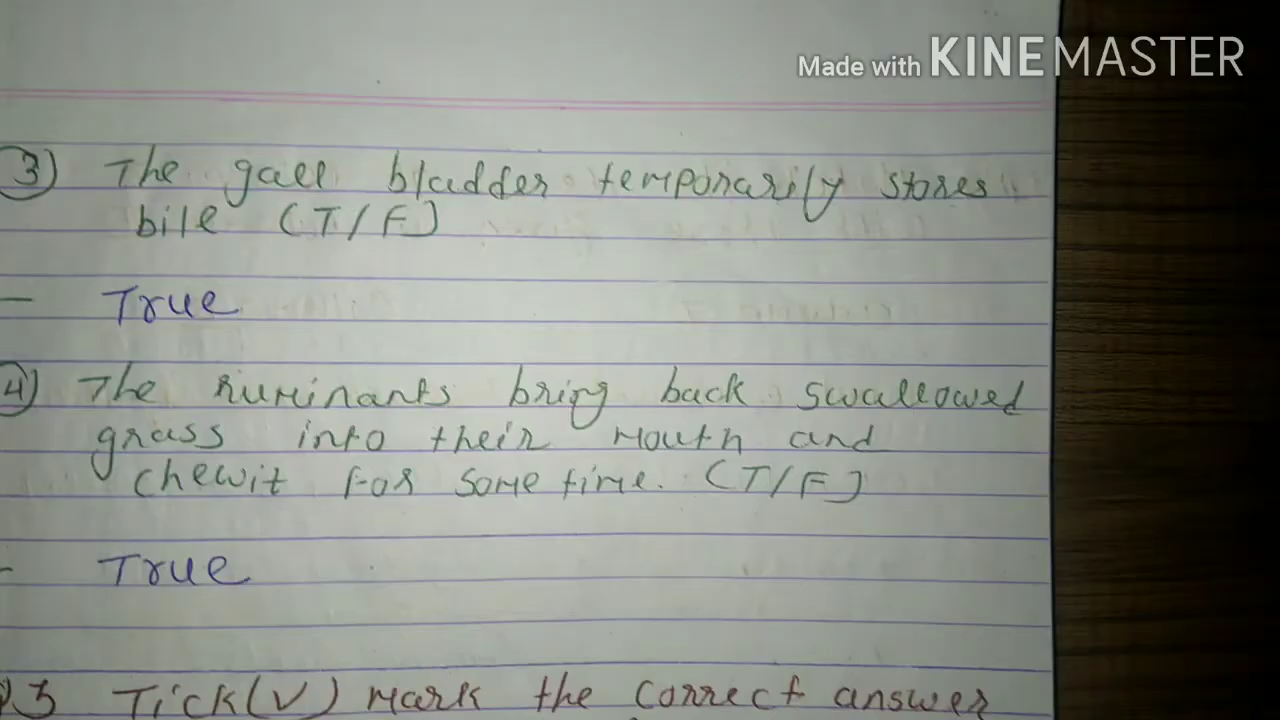 Made with KINEMASTER
3) The gall bladder temporarily stores
bile (T/F)
- True
4) The ruminants bring back swallowed
grass into their mouth and
chewit for some time. (T/F)
- True
3 Tick(√) mark the correct answer